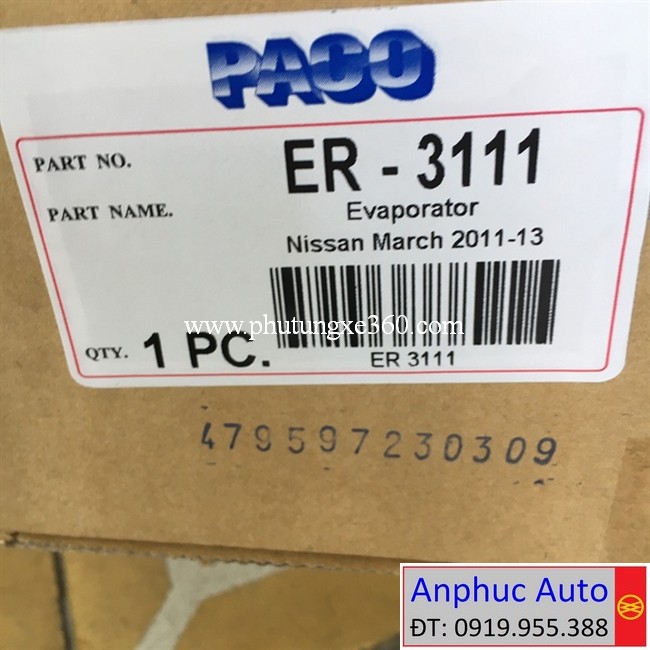 PACO
PART NO. ER - 3111
PART NAME. Evaporator
Nissan March 2011-13
www.phutungxe360.com
QTY. 1 PC.
ER 3111
479597230309
Anphuc Auto
ĐT: 0919.955.388